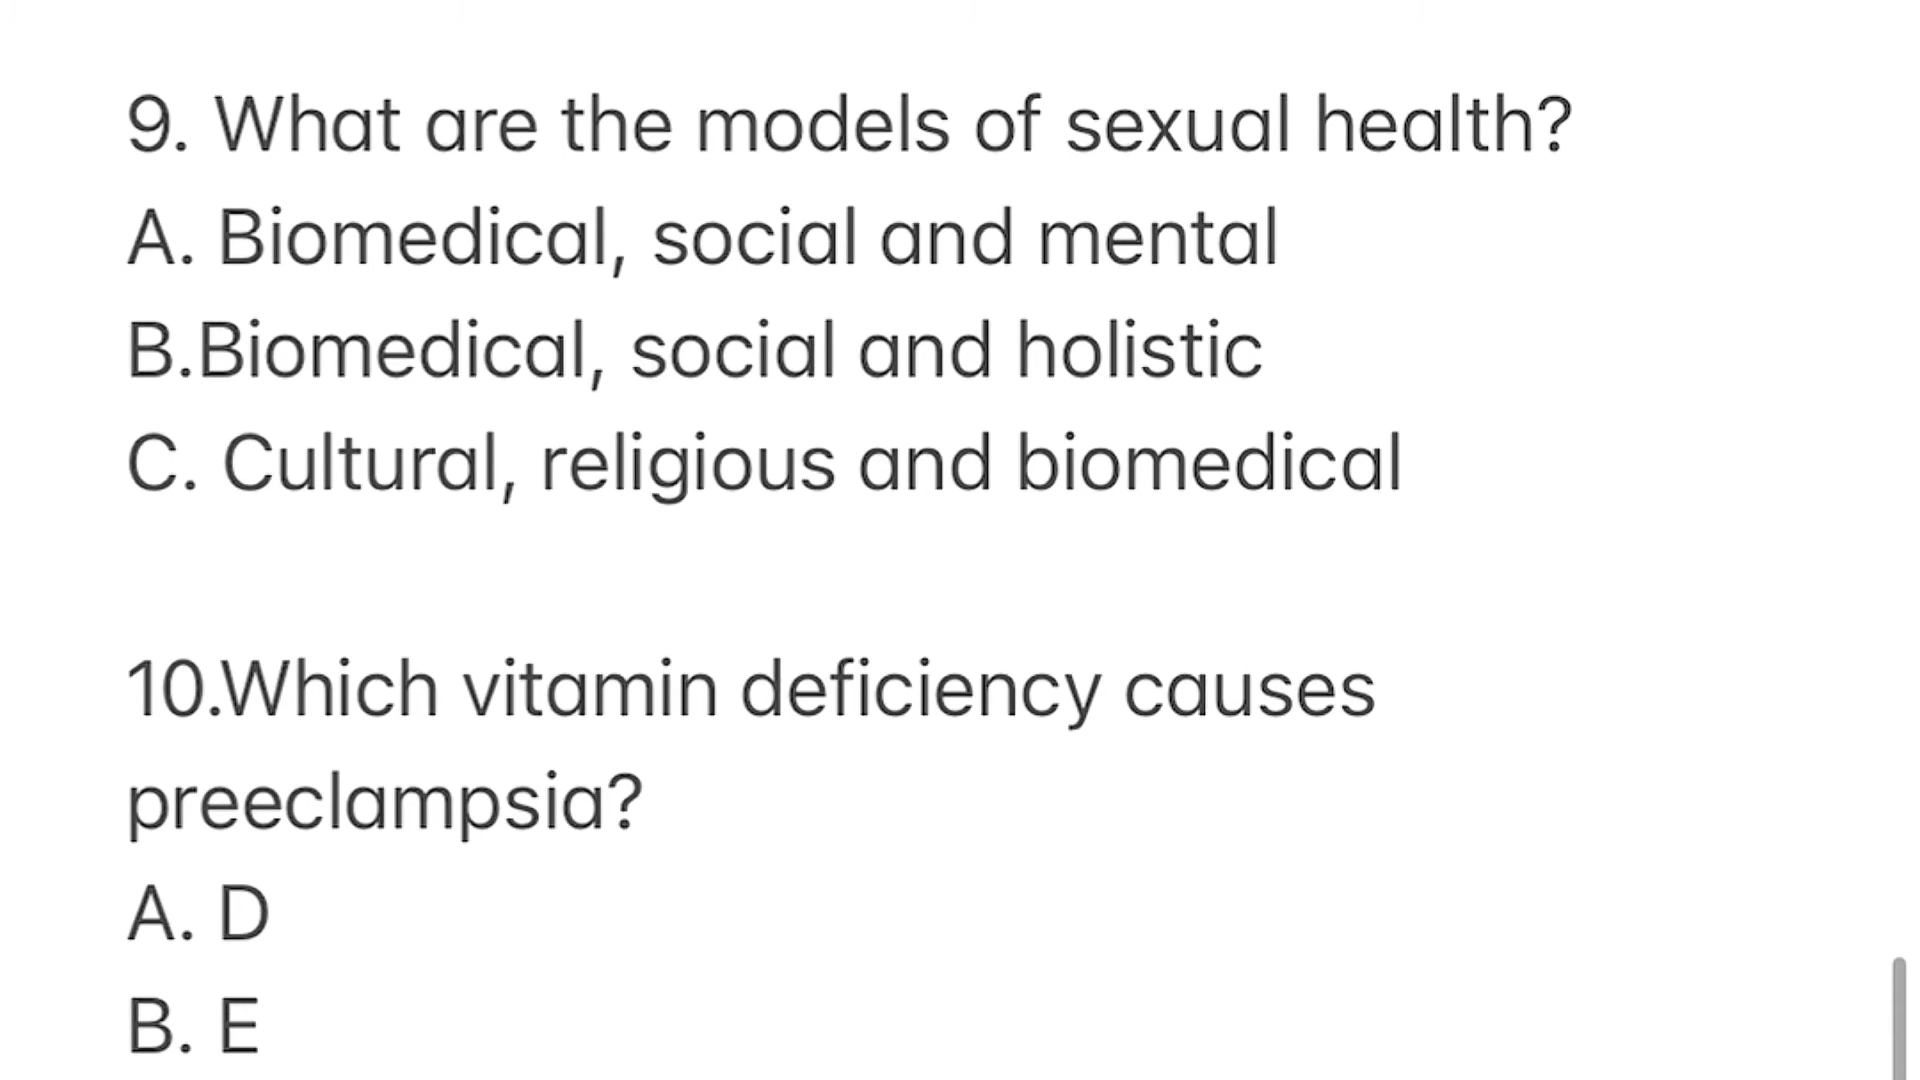 9. What are the models of sexual health?
A. Biomedical, social and mental
B.Biomedical, social and holistic
C. Cultural, religious and biomedical
10.Which vitamin deficiency causes
preeclampsia?
A. D
B. E